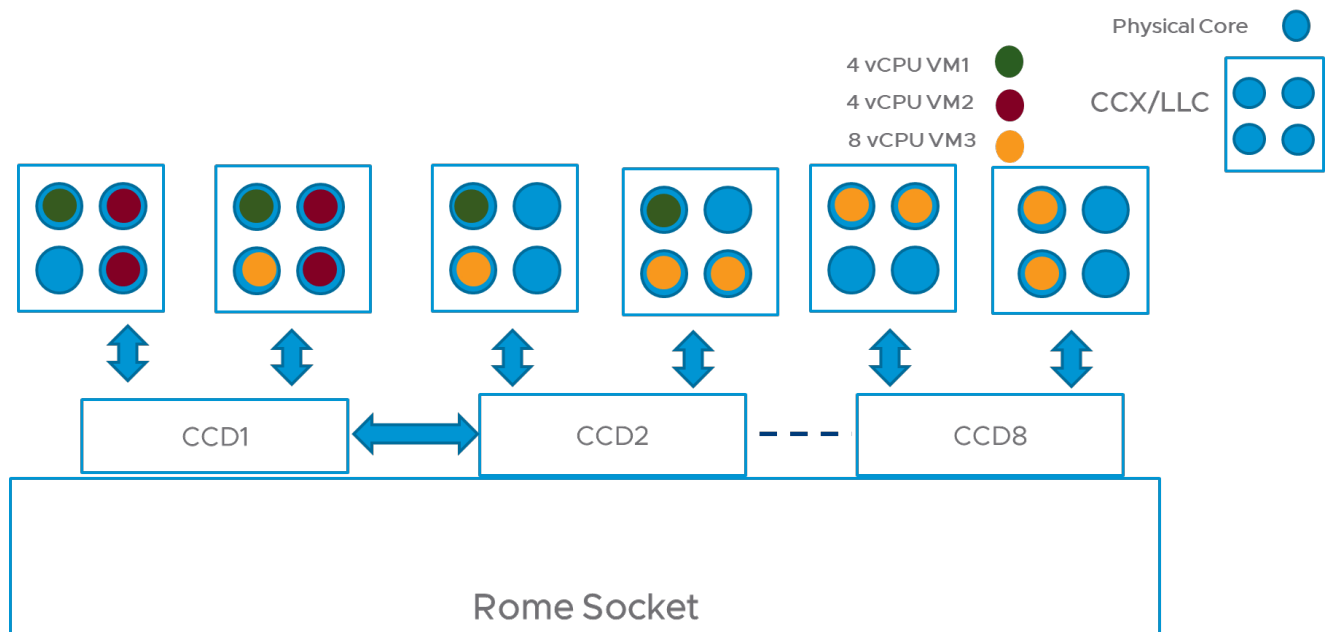 Physical Core
4 vCPU VM1
4 vCPU VM2
CCX/LLC
8 vCPU VM3
CCD1
CCD2
CCD8
Rome Socket